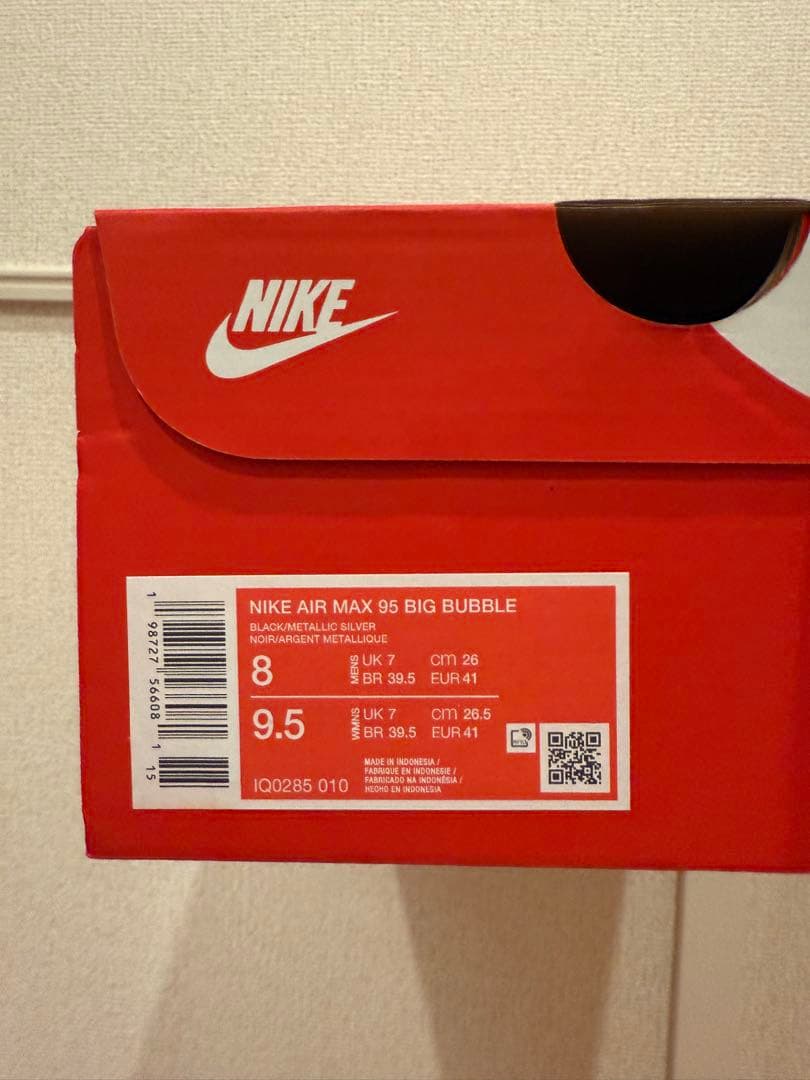 NIKE
NIKE AIR MAX 95 BIG BUBBLE
BLACK/METALLIC SILVER
NOIR/ARGENT METALLIQUE
8 MENS UK 7 cm 26
BR 39.5 EUR 41
9.5 WMNS UK 7 cm 26.5
BR 39.5 EUR 41
MADE IN INDONESIA /
FABRIQUE EN INDONESIE /
FABRICADO NA INDONÉSIA /
HECHO EN INDONESIA
IQ0285 010
1 98727 56608 1 15